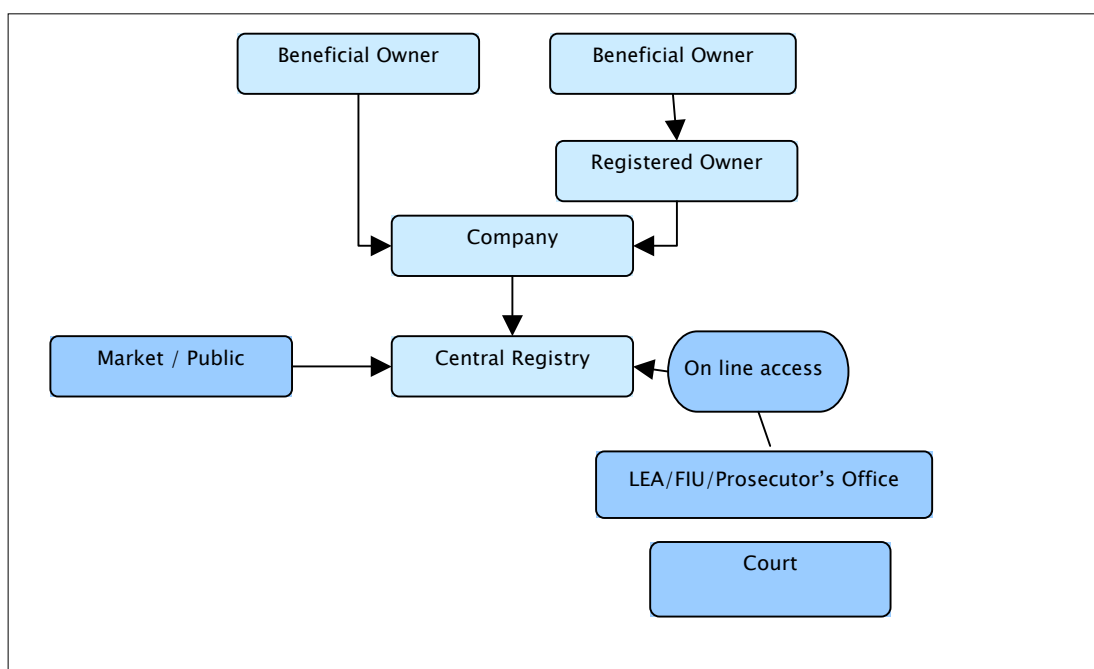 Beneficial Owner
Beneficial Owner
Registered Owner
Company
Market / Public
Central Registry
On line access
LEA/FIU/Prosecutor’s Office
Court